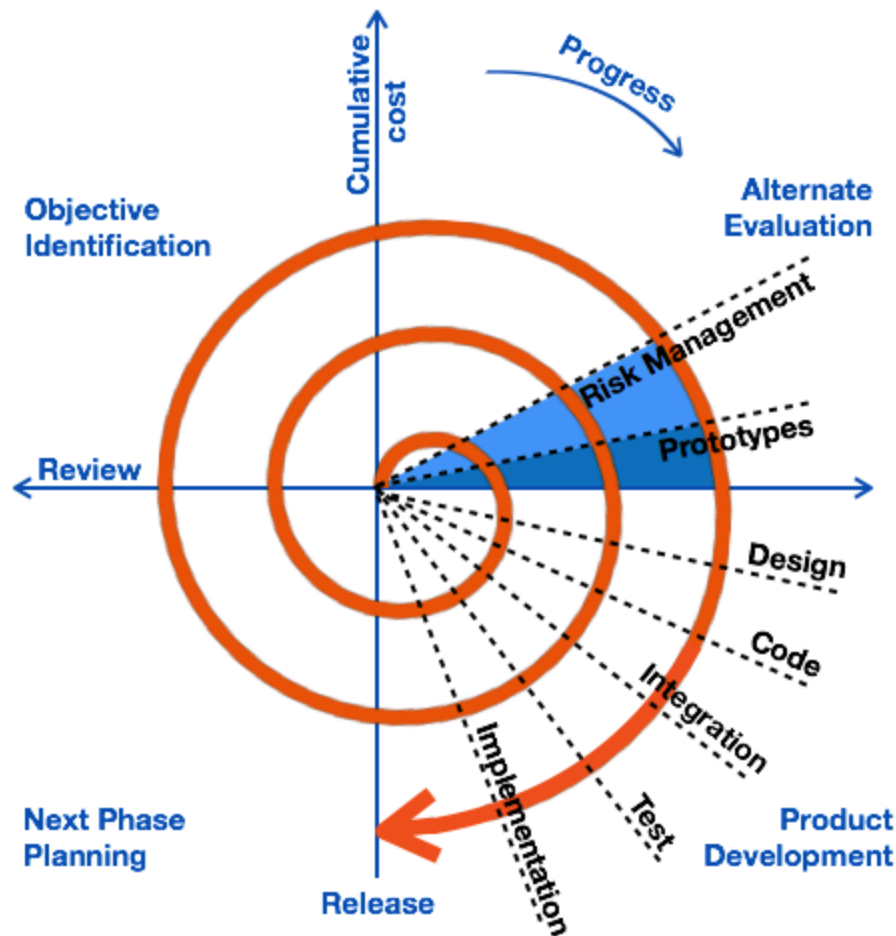 Cumulative
cost
Progress
Objective
Identification
Alternate
Evaluation
Risk Management
Prototypes
Review
Design
Code
Integration
Test
Implementation
Next Phase
Planning
Product
Development
Release